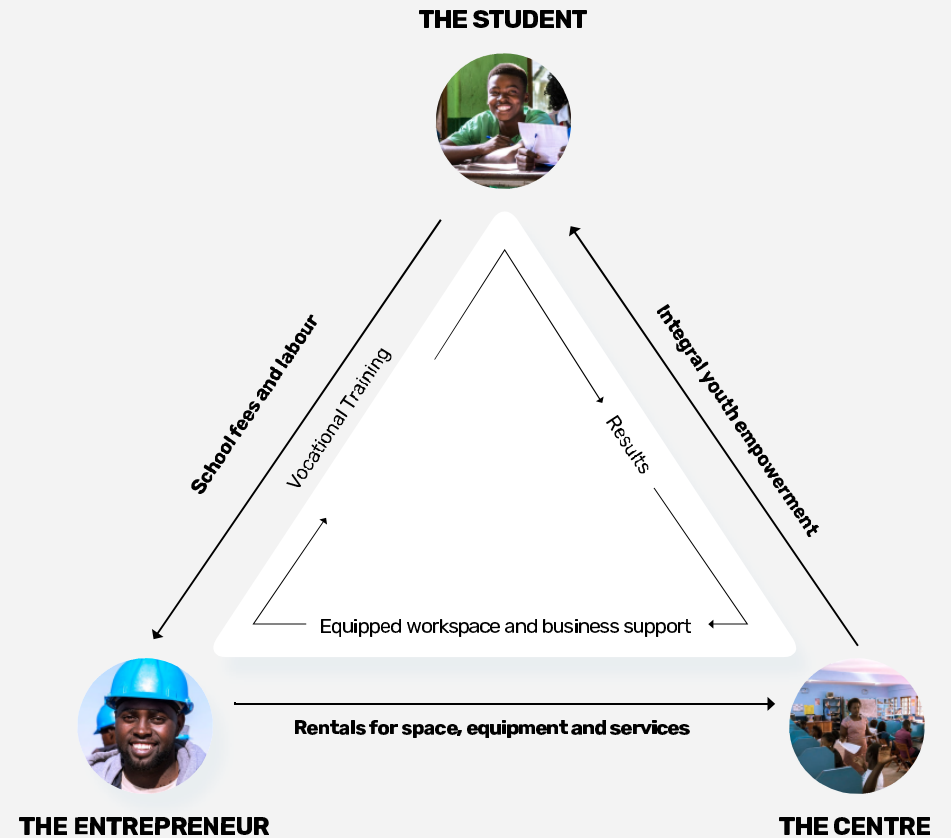 THE STUDENT
School fees and labour
Vocational Training
Results
Integral youth empowerment
Equipped workspace and business support
Rentals for space, equipment and services
THE ENTREPRENEUR
THE CENTRE